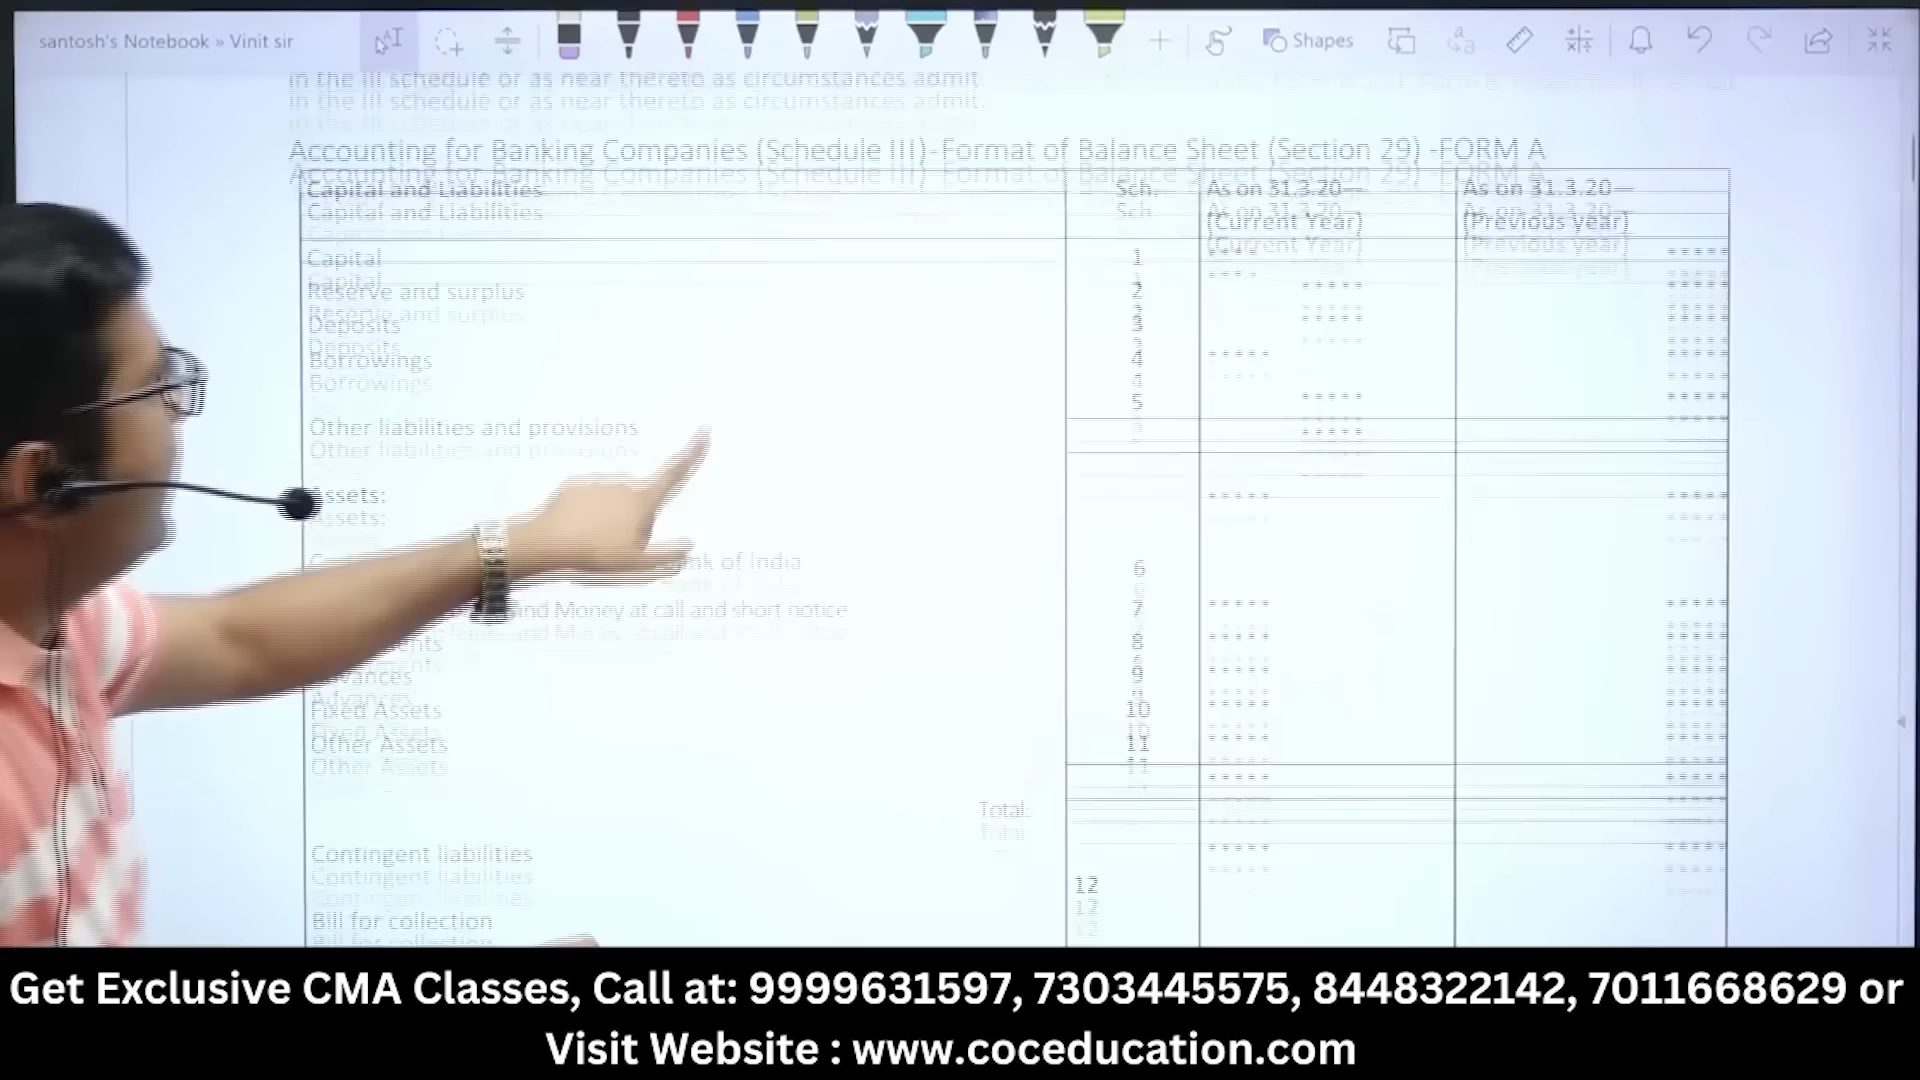 santosh's Notebook » Vinit sir
Shapes
in the III schedule or as near thereto as circumstances admit.
Accounting for Banking Companies (Schedule III)-Format of Balance Sheet (Section 29) -FORM A
Capital and Liabilities Sch. As on 31.3.20— As on 31.3.20—
(Current Year) (Previous year)
Capital 1
Reserve and surplus 2
Deposits 3
Borrowings 4
5
Other liabilities and provisions
Assets:
of India 6
and Money at call and short notice 7
8
Advances 9
Fixed Assets 10
Other Assets 11
Total:
Contingent liabilities
12
Bill for collection
Get Exclusive CMA Classes, Call at: 9999631597, 7303445575, 8448322142, 7011668629 or
Visit Website : www.coceducation.com